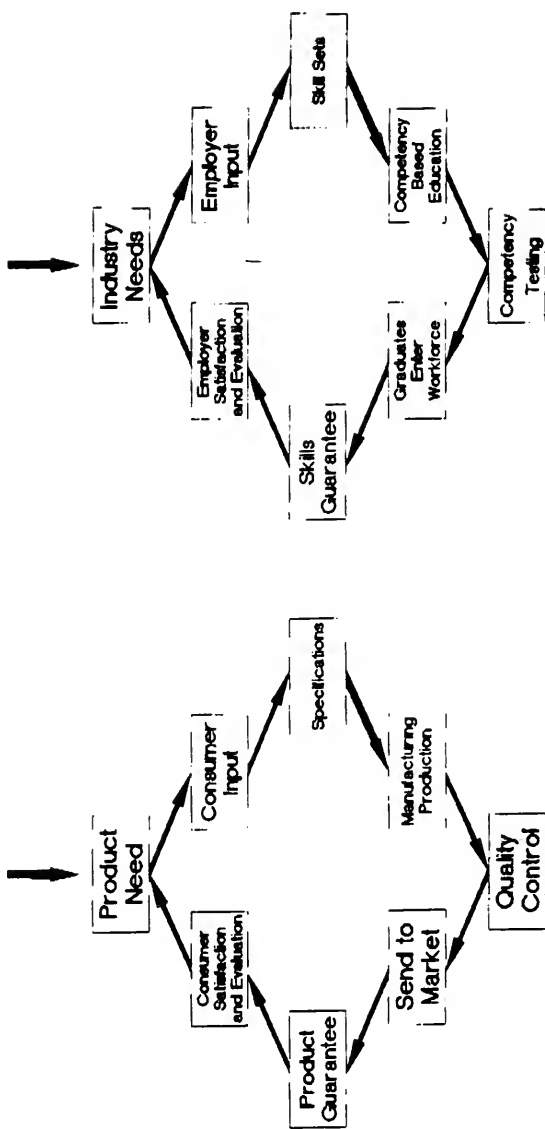 Product
Need
Consumer
Satisfaction
and Evaluation
Consumer
Input
Product
Guarantee
Specifications
Send to
Market
Manufacturing
Production
Quality
Control
Industry
Needs
Employer
Satisfaction
and Evaluation
Employer
Input
Skills
Guarantee
Skill Sets
Graduates
Enter
Workforce
Competency
Based
Education
Competency
Testing